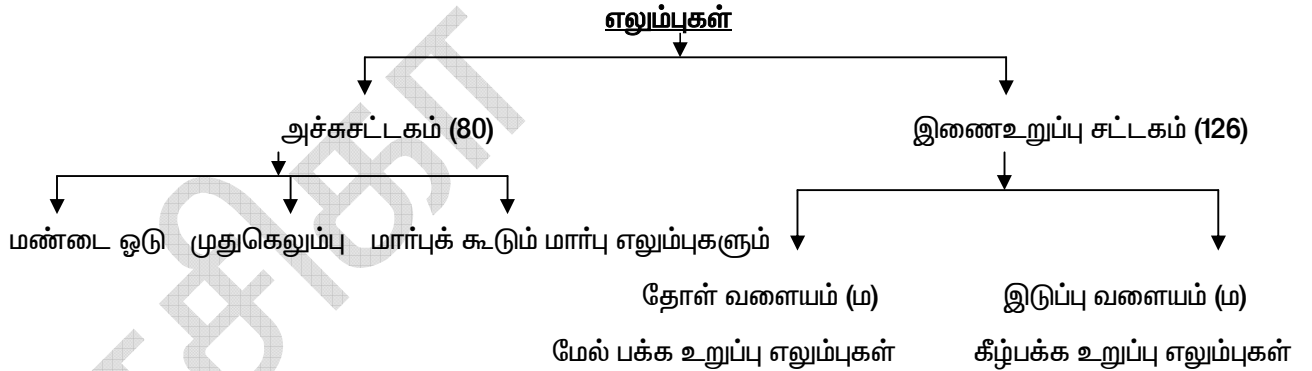 எலும்புகள்
அச்சுசட்டகம் (80) இணைஉறுப்பு சட்டகம் (126)
மண்டை ஓடு முதுகெலும்பு மார்புக் கூடும் மார்பு எலும்புகளும்
தோள் வளையம் (ம) இடுப்பு வளையம் (ம)
மேல் பக்க உறுப்பு எலும்புகள் கீழ்பக்க உறுப்பு எலும்புகள்